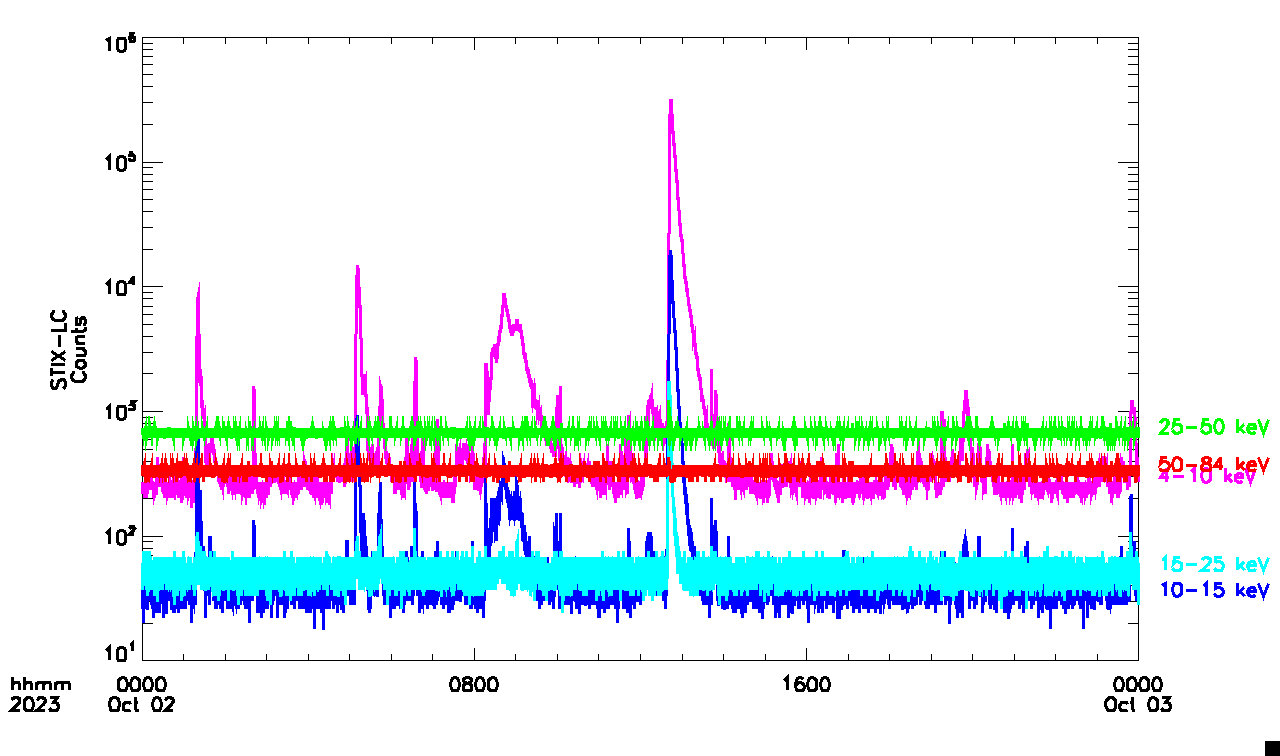 10⁶
10⁵
10⁴
10³
10²
10¹
STIX-LC
Counts
25-50 keV
50-84 keV
4-10 keV
15-25 keV
10-15 keV
hhmm 0000 0800 1600 0000
2023 Oct 02 Oct 03